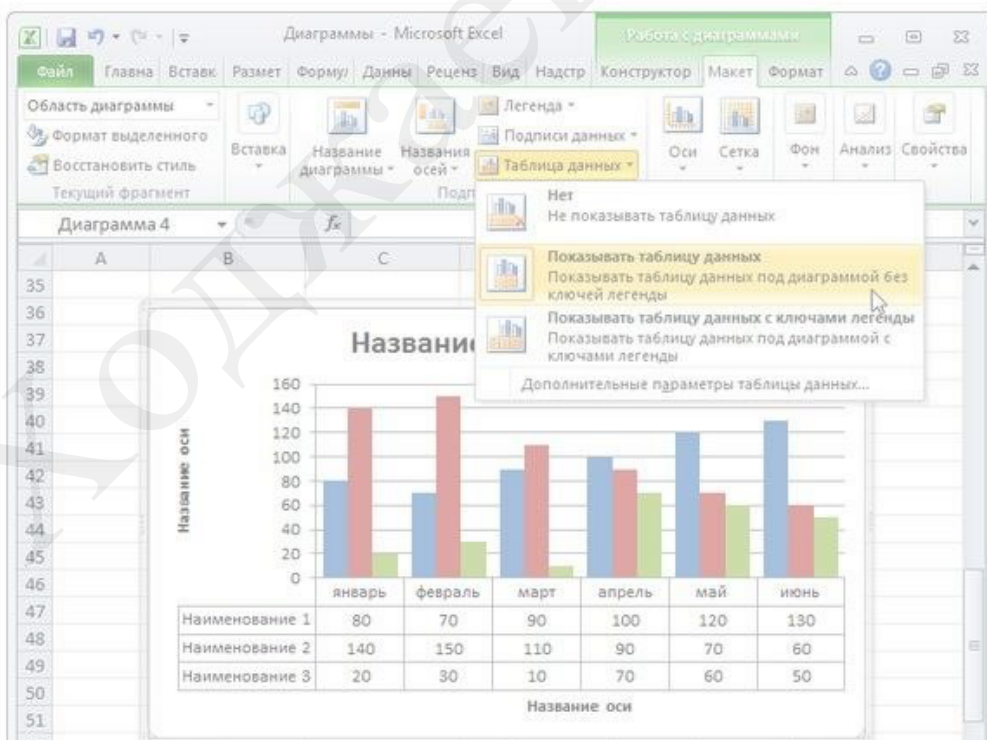 Диаграммы - Microsoft Excel
Работа с диаграммами
Файл Главна Вставк Размет Форму Данны Реценз Вид Надстр Конструктор Макет Формат
Область диаграммы
Формат выделенного
Восстановить стиль
Текущий фрагмент
Вставка
Название
диаграммы
Названия
осей
Легенда
Подписи данных
Таблица данных
Подп
Оси
Сетка
Фон
Анализ
Свойства
Нет
Не показывать таблицу данных
Показывать таблицу данных
Показывать таблицу данных под диаграммой без
ключей легенды
Показывать таблицу данных с ключами легенды
Показывать таблицу данных под диаграммой с
ключами легенды
Дополнительные параметры таблицы данных...
Диаграмма 4
fx
A B C
35
36
37
38
39
40
41
42
43
44
45
46
47
48
49
50
51
Название
Название оси
160
140
120
100
80
60
40
20
0
январь февраль март апрель май июнь
Наименование 1 80 70 90 100 120 130
Наименование 2 140 150 110 90 70 60
Наименование 3 20 30 10 70 60 50
Название оси